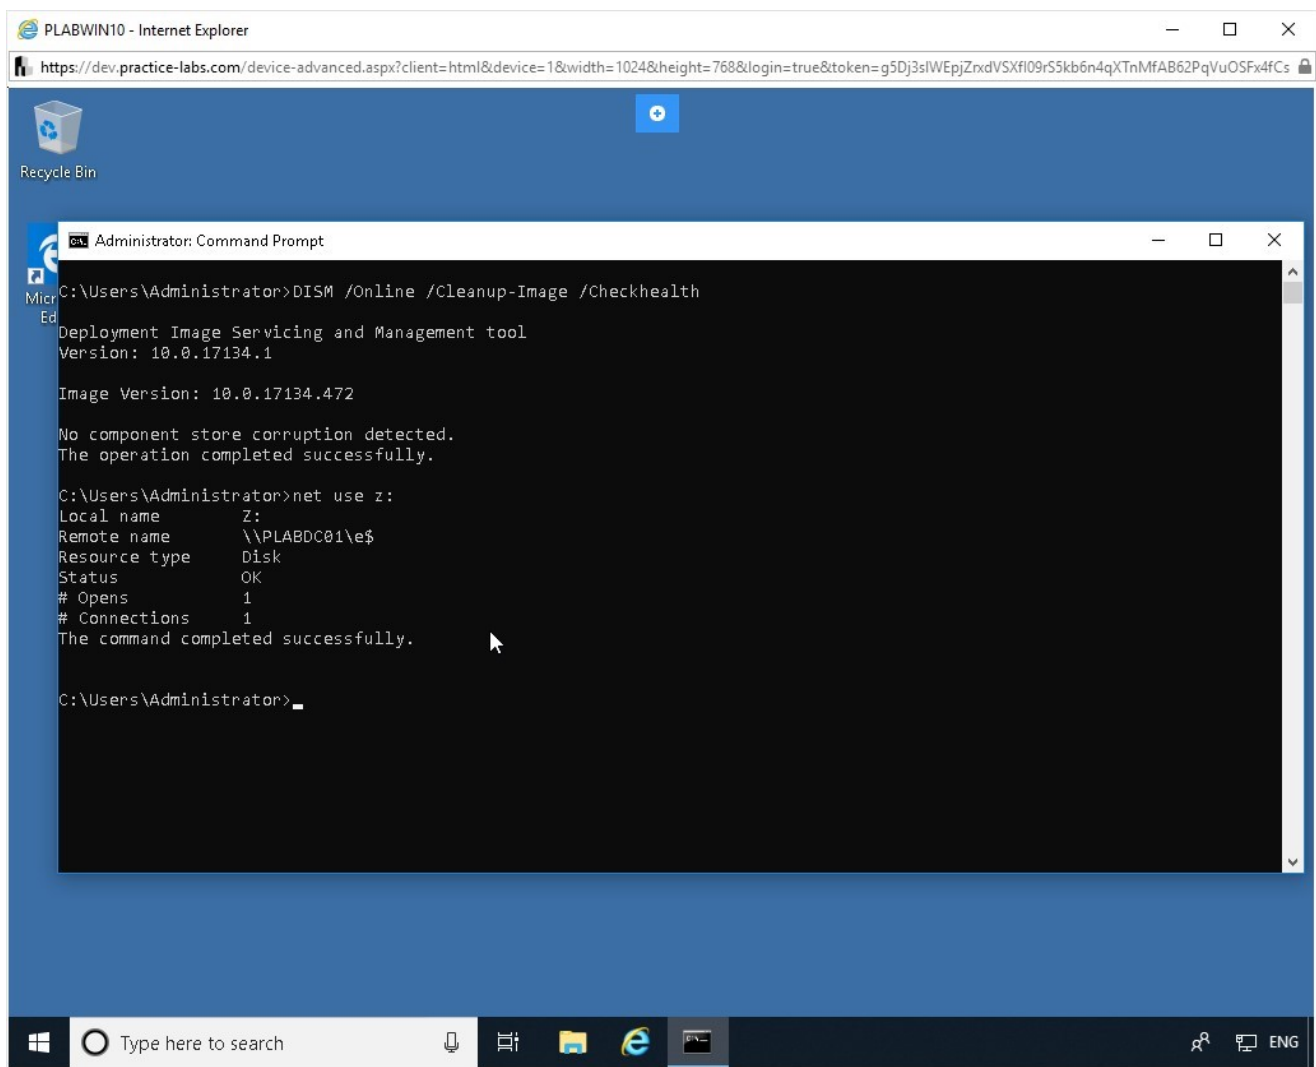 PLABWIN10 - Internet Explorer
https://dev.practice-labs.com/device-advanced.aspx?client=html&device=1&width=1024&height=768&login=true&token=
Recycle Bin
Administrator: Command Prompt
Micr
Ed
C:\Users\Administrator>DISM /Online /Cleanup-Image /Checkhealth
Deployment Image Servicing and Management tool
Version: 10.0.17134.1
Image Version: 10.0.17134.472
No component store corruption detected.
The operation completed successfully.
C:\Users\Administrator>net use z:
Local name Z:
Remote name \\PLABDC01\e$
Resource type Disk
Status OK
# Opens 1
# Connections 1
The command completed successfully.
C:\Users\Administrator>
Type here to search
ENG